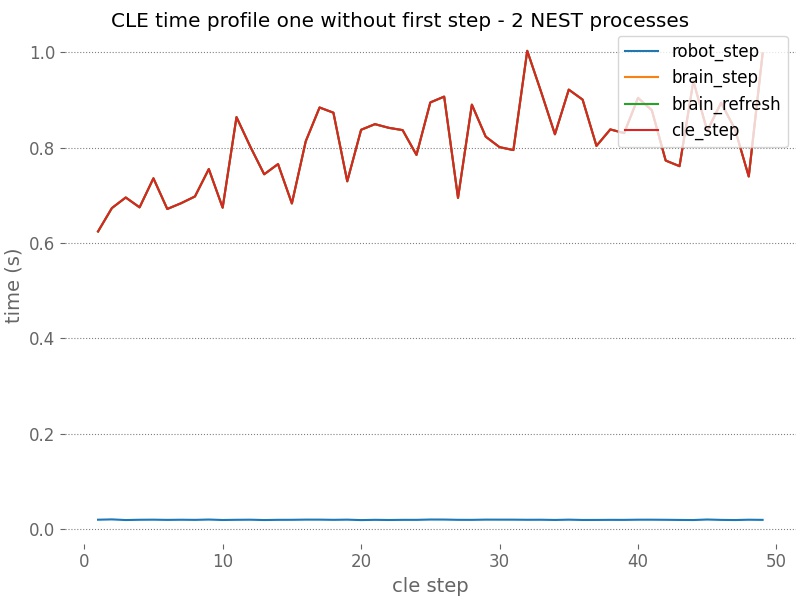 CLE time profile one without first step - 2 NEST processes
robot_step
brain_step
brain_refresh
cle_step
time (s)
1.0
0.8
0.6
0.4
0.2
0.0
0 10 20 30 40 50
cle step